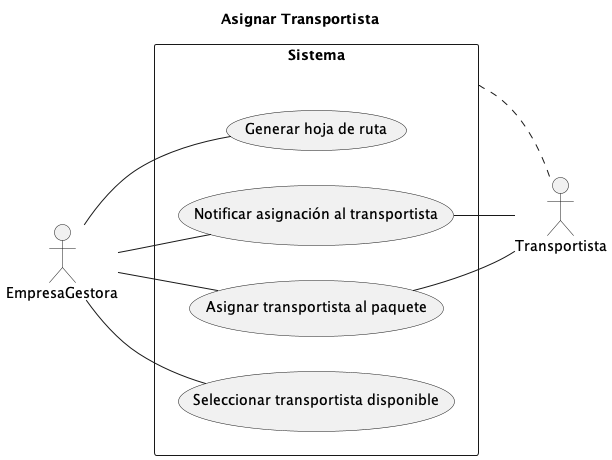 Asignar Transportista
Sistema
Generar hoja de ruta
Notificar asignación al transportista
Transportista
EmpresaGestora
Asignar transportista al paquete
Seleccionar transportista disponible